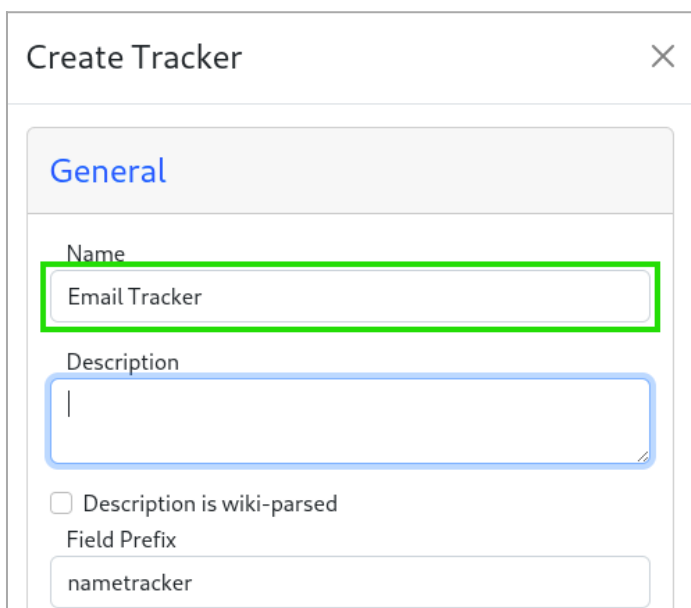 Create Tracker
General
Name
Email Tracker
Description
Description is wiki-parsed
Field Prefix
nametracker